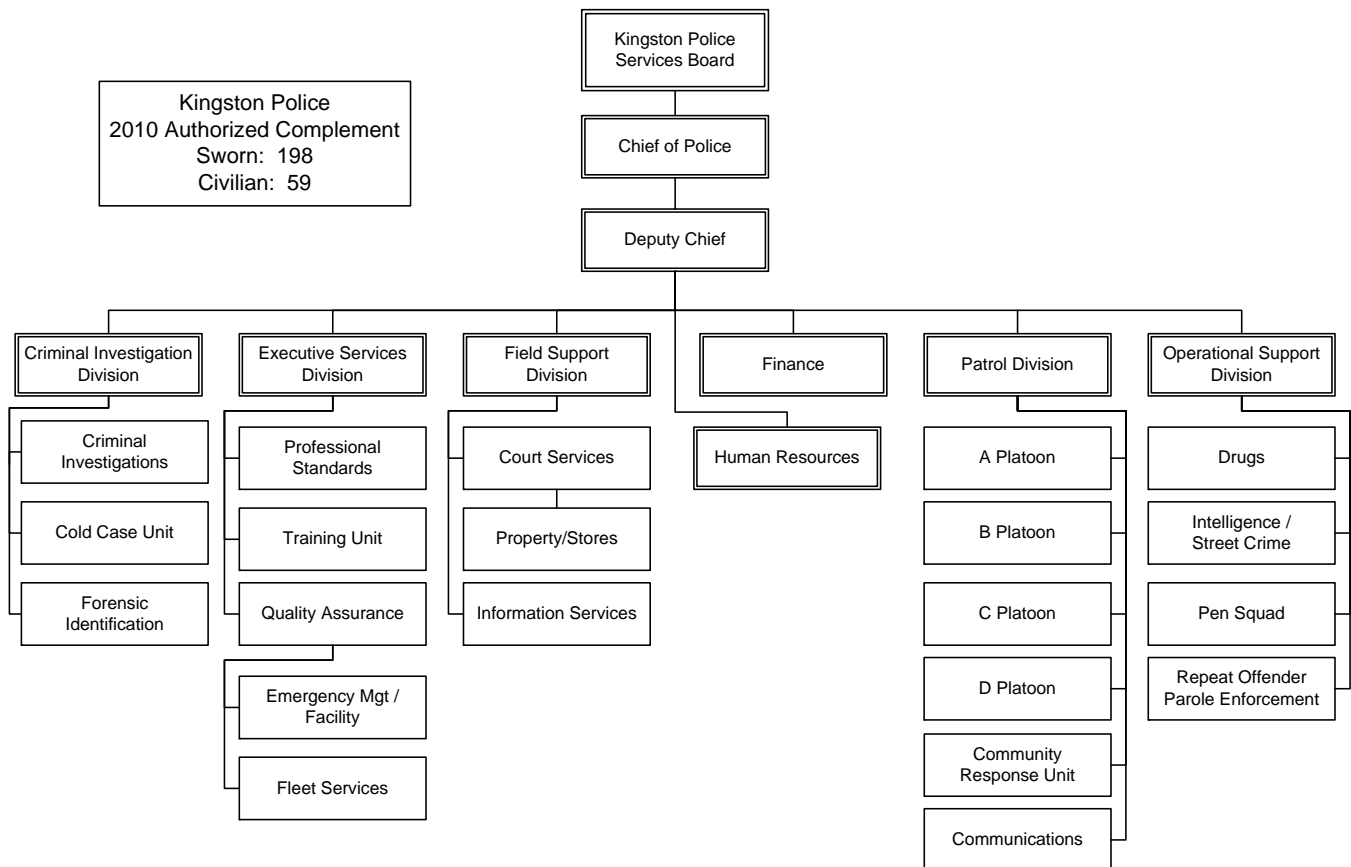 Kingston Police
Services Board
Kingston Police
2010 Authorized Complement
Sworn: 198
Civilian: 59
Chief of Police
Deputy Chief
Criminal Investigation
Division
Executive Services
Division
Field Support
Division
Finance
Patrol Division
Operational Support
Division
Criminal
Investigations
Cold Case Unit
Forensic
Identification
Professional
Standards
Training Unit
Quality Assurance
Emergency Mgt /
Facility
Fleet Services
Court Services
Property/Stores
Information Services
Human Resources
A Platoon
B Platoon
C Platoon
D Platoon
Community
Response Unit
Communications
Drugs
Intelligence /
Street Crime
Pen Squad
Repeat Offender
Parole Enforcement